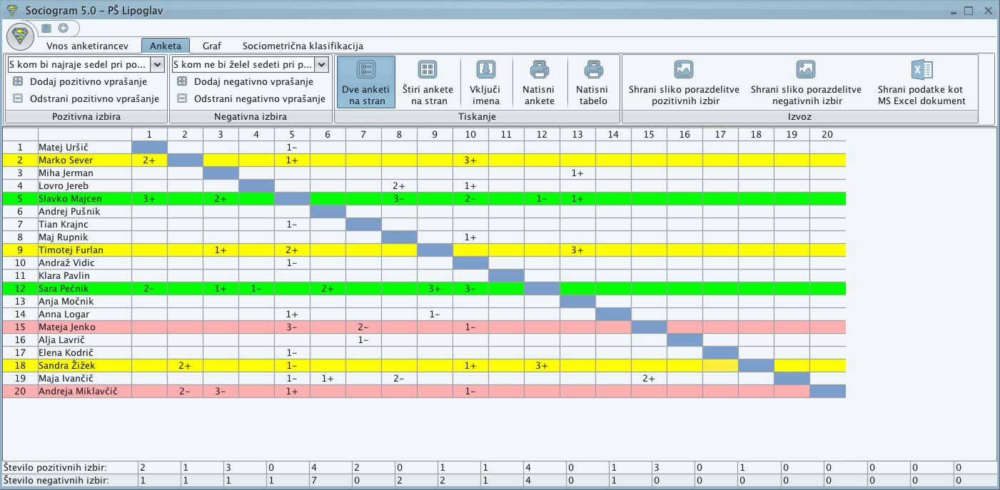 Sociogram 5.0 - PŠ Lipoglav
Vnos anketirancev Anketa Graf Sociometrična klasifikacija
S kom bi najraje sedel pri po... S kom ne bi želel sedeti pri p...
Dodaj pozitivno vprašanje Dodaj negativno vprašanje
Odstrani pozitivno vprašanje Odstrani negativno vprašanje
Dve anketi Štiri ankete Vključi Natisni Natisni Shrani sliko porazdelitve Shrani sliko porazdelitve Shrani podatke kot
na stran na stran imena ankete tabelo pozitivnih izbir negativnih izbir MS Excel dokument
Pozitivna izbira Negativna izbira Tiskanje Izvoz
1 2 3 4 5 6 7 8 9 10 11 12 13 14 15 16 17 18 19 20
1 Matej Uršič 1-
2 Marko Sever 2+ 1+ 3+
3 Miha Jerman 1+
4 Lovro Jereb 2+ 1+
5 Slavko Majcen 3+ 2+ 3- 2- 1- 1+
6 Andrej Pušnik
7 Tian Krajnc 1-
8 Maj Rupnik 1+
9 Timotej Furlan 1+ 2+ 3+
10 Andraž Vidic 1-
11 Klara Pavlin
12 Sara Pečnik 2- 1+ 1- 2+ 3+ 3-
13 Anja Močnik
14 Anna Logar 1+ 1-
15 Mateja Jenko 3- 2- 1-
16 Alja Lavrič 1-
17 Elena Kodrič 1-
18 Sandra Žižek 2+ 1- 1+ 3+
19 Maja Ivančič 1- 1+ 2- 2+
20 Andreja Miklavčič 2- 3- 1+ 1-
Število pozitivnih izbir: 2 1 3 0 4 2 0 1 1 4 0 1 3 0 1 0 0 0 0 0
Število negativnih izbir: 1 1 1 1 7 0 2 2 1 4 0 1 0 0 0 0 0 0 0 0